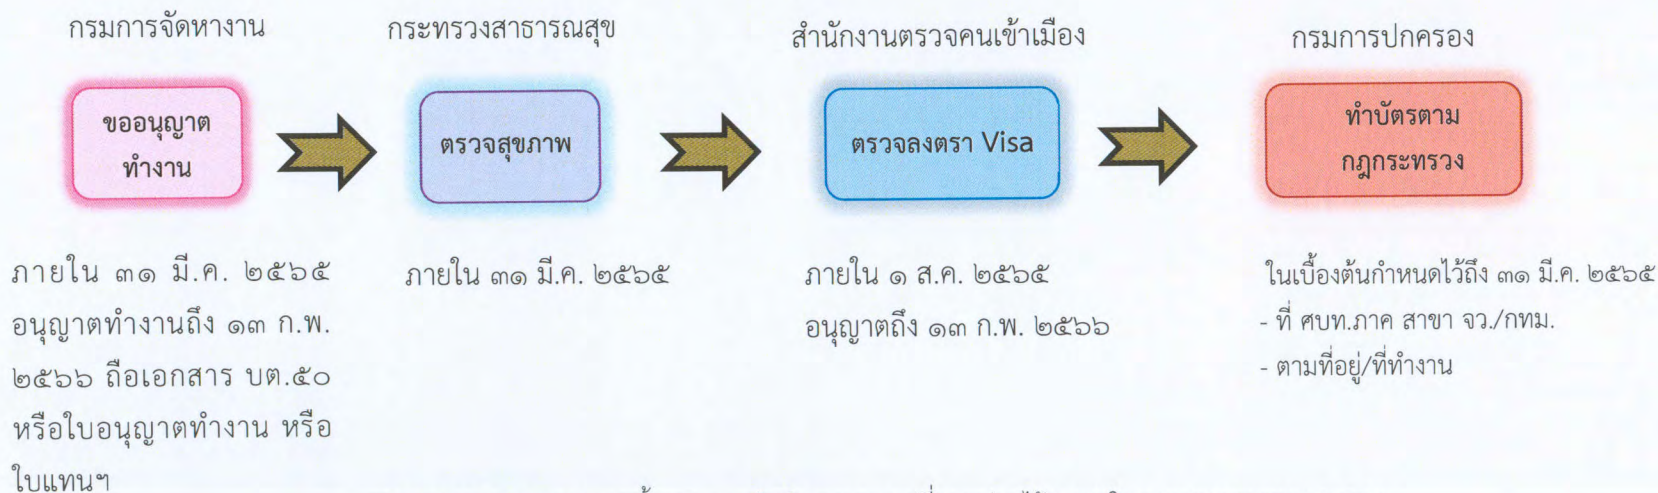 กรมการจัดหางาน
ขออนุญาต
ทำงาน
ภายใน ๓๑ มี.ค. ๒๕๖๕
อนุญาตทำงานถึง ๑๓ ก.พ.
๒๕๖๖ ถือเอกสาร บต.๕๐
หรือใบอนุญาตทำงาน หรือ
ใบแทนฯ
กระทรวงสาธารณสุข
ตรวจสุขภาพ
ภายใน ๓๑ มี.ค. ๒๕๖๕
สำนักงานตรวจคนเข้าเมือง
ตรวจลงตรา Visa
ภายใน ๑ ส.ค. ๒๕๖๕
อนุญาตถึง ๑๓ ก.พ. ๒๕๖๖
กรมการปกครอง
ทำบัตรตาม
กฎกระทรวง
ในเบื้องต้นกำหนดไว้ถึง ๓๑ มี.ค. ๒๕๖๕
- ที่ ศบท.ภาค สาขา จว./กทม.
- ตามที่อยู่/ที่ทำงาน